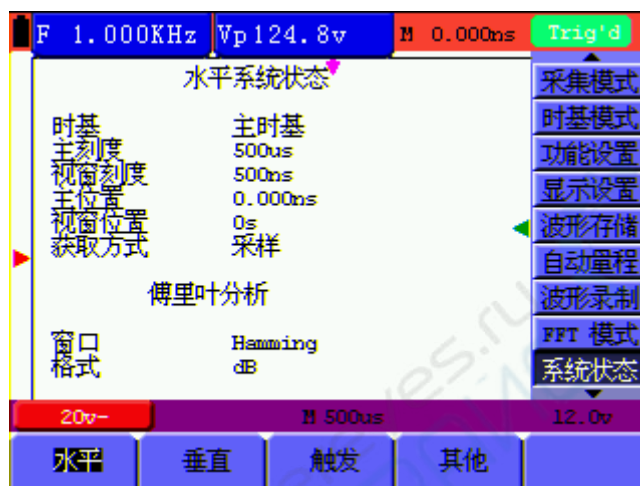 F 1.000KHz Vp124.8v M 0.000ns Trig'd
水平系统状态
时基 主时基
主刻度 500us
视窗刻度 500ns
主位置 0.000ns
视窗位置 0s
获取方式 采样
傅里叶分析
窗口 Hamming
格式 dB
采集模式
时基模式
功能设置
显示设置
波形存储
自动量程
波形录制
FFT 模式
系统状态
20v- M 500us 12.0v
水平 垂直 触发 其他